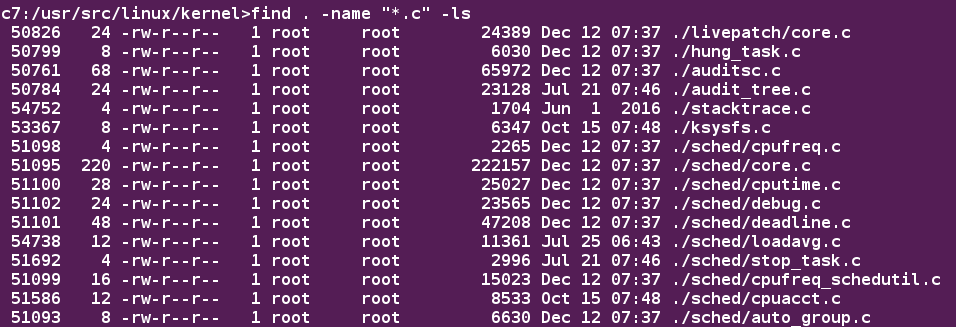 c7:/usr/src/linux/kernel>find . -name "*.c" -ls
50826 24 -rw-r--r-- 1 root root 24389 Dec 12 07:37 ./livepatch/core.c
50799 8 -rw-r--r-- 1 root root 6030 Dec 12 07:37 ./hung_task.c
50761 68 -rw-r--r-- 1 root root 65972 Dec 12 07:37 ./auditsc.c
50784 24 -rw-r--r-- 1 root root 23128 Jul 21 07:46 ./audit_tree.c
54752 4 -rw-r--r-- 1 root root 1704 Jun 1 2016 ./stacktrace.c
53367 8 -rw-r--r-- 1 root root 6347 Oct 15 07:48 ./ksysfs.c
51098 4 -rw-r--r-- 1 root root 2265 Dec 12 07:37 ./sched/cpufreq.c
51095 220 -rw-r--r-- 1 root root 222157 Dec 12 07:37 ./sched/core.c
51100 28 -rw-r--r-- 1 root root 25027 Dec 12 07:37 ./sched/cputime.c
51102 24 -rw-r--r-- 1 root root 23565 Dec 12 07:37 ./sched/debug.c
51101 48 -rw-r--r-- 1 root root 47208 Dec 12 07:37 ./sched/deadline.c
54738 12 -rw-r--r-- 1 root root 11361 Jul 25 06:43 ./sched/loadavg.c
51692 4 -rw-r--r-- 1 root root 2996 Jul 21 07:46 ./sched/stop_task.c
51099 16 -rw-r--r-- 1 root root 15023 Dec 12 07:37 ./sched/cpufreq_schedutil.c
51586 12 -rw-r--r-- 1 root root 8533 Oct 15 07:48 ./sched/cpuacct.c
51093 8 -rw-r--r-- 1 root root 6630 Dec 12 07:37 ./sched/auto_group.c